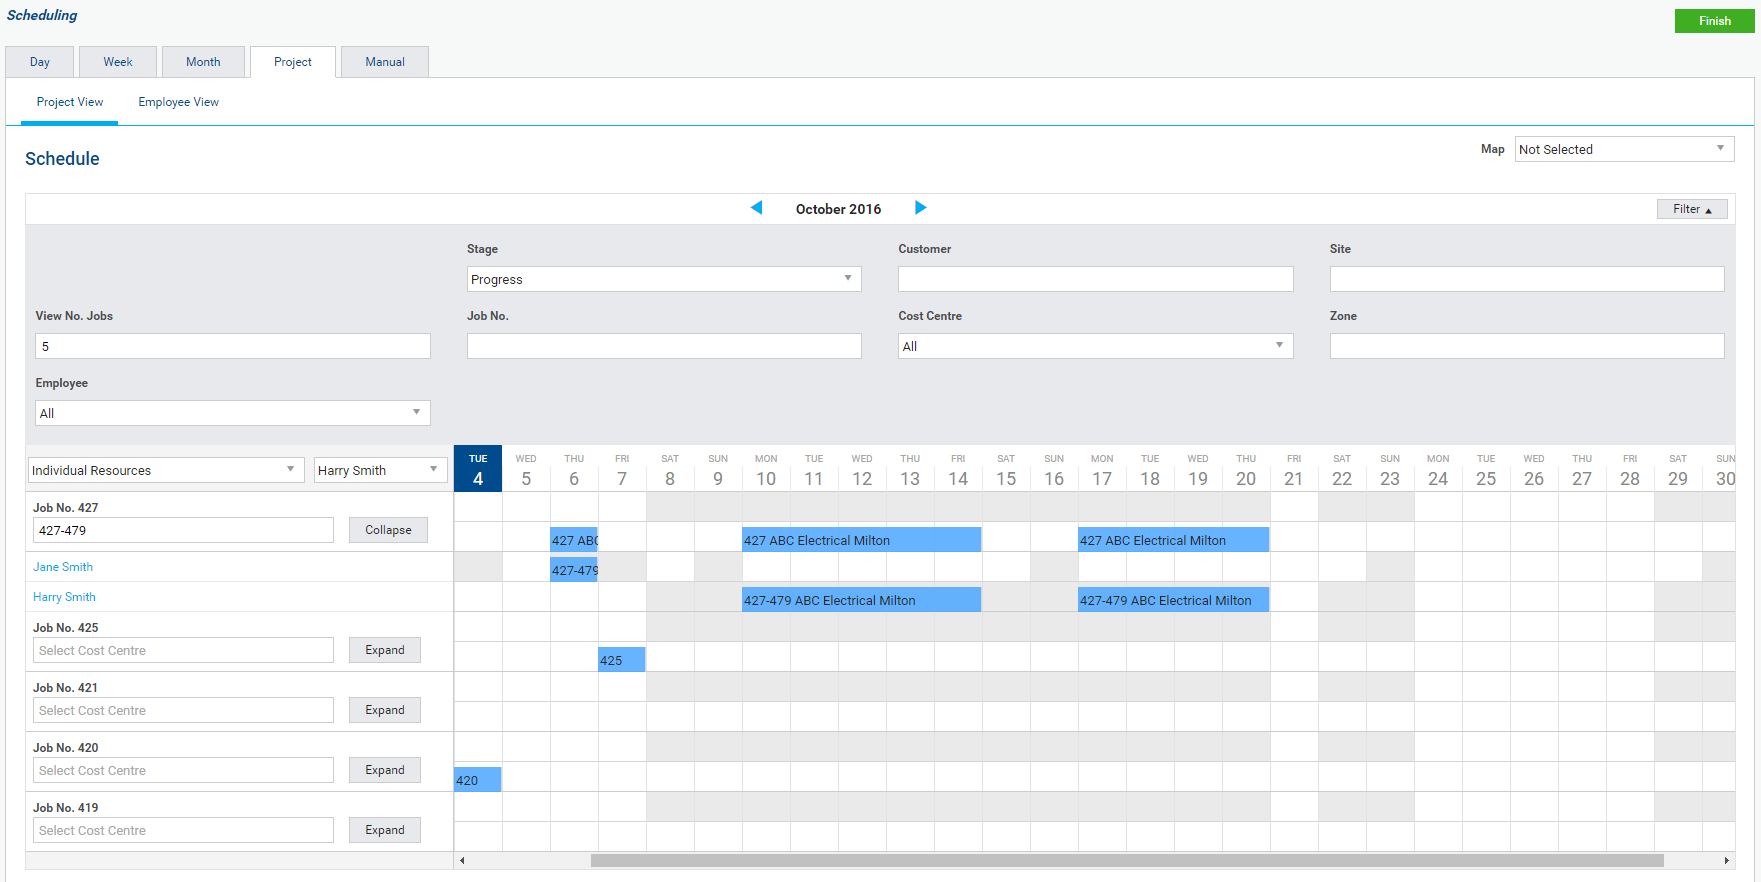 Scheduling
Finish
Day Week Month Project Manual
Project View Employee View
Schedule
Map Not Selected
October 2016
Filter ▲
Stage Customer Site
Progress
View No. Jobs Job No. Cost Centre Zone
5 All
Employee
All
TUE WED THU FRI SAT SUN MON TUE WED THU FRI SAT SUN MON TUE WED THU FRI SAT SUN MON TUE WED THU FRI SAT SUN
Individual Resources Harry Smith 4 5 6 7 8 9 10 11 12 13 14 15 16 17 18 19 20 21 22 23 24 25 26 27 28 29 30
Job No. 427
427-479 Collapse 427 ABC 427 ABC Electrical Milton 427 ABC Electrical Milton
Jane Smith 427-479
Harry Smith 427-479 ABC Electrical Milton 427-479 ABC Electrical Milton
Job No. 425
Select Cost Centre Expand 425
Job No. 421
Select Cost Centre Expand
Job No. 420
Select Cost Centre Expand 420
Job No. 419
Select Cost Centre Expand